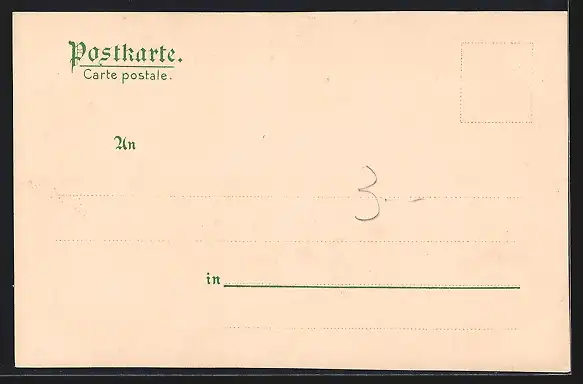 Postkarte.
Carte postale.
An
3.-
in